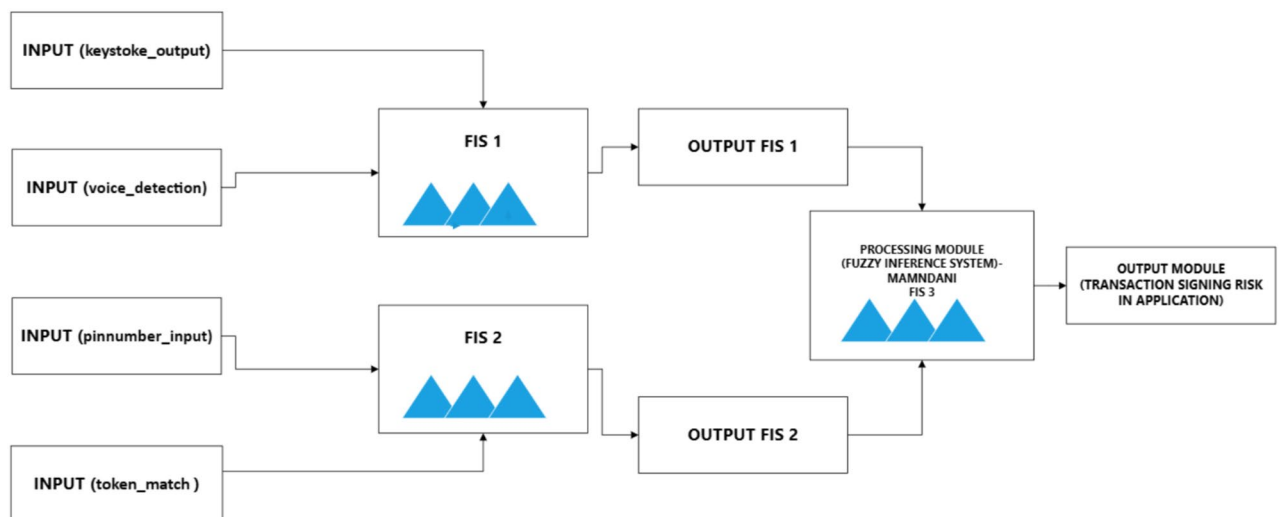 INPUT (keystoke_output)
FIS 1
OUTPUT FIS 1
INPUT (voice_detection)
PROCESSING MODULE
(FUZZY INFERENCE SYSTEM)-
MAMNDANI
FIS 3
OUTPUT MODULE
(TRANSACTION SIGNING RISK
IN APPLICATION)
INPUT (pinnumber_input)
FIS 2
OUTPUT FIS 2
INPUT (token_match )